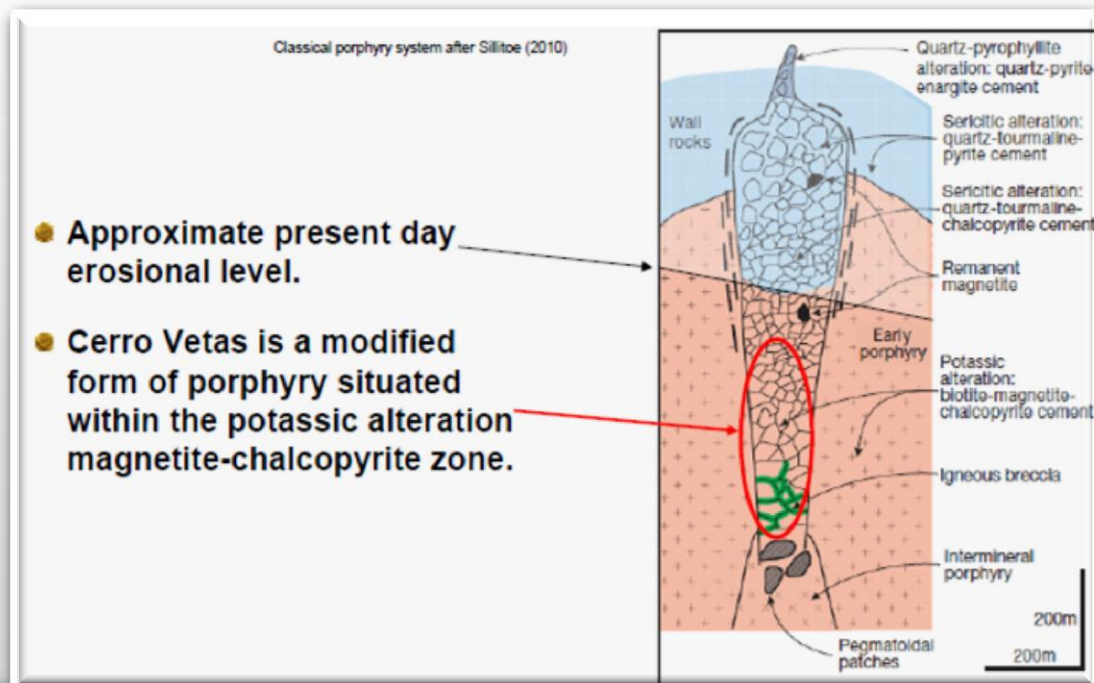 Classical porphyry system after Sillitoe (2010)
Approximate present day
erosional level.
Cerro Vetas is a modified
form of porphyry situated
within the potassic alteration
magnetite-chalcopyrite zone.
Quartz-pyrophyllite
alteration: quartz-pyrite-
enargite cement
Wall
rocks
Sericitic alteration:
quartz-tourmaline-
pyrite cement
Sericitic alteration:
quartz-tourmaline-
chalcopyrite cement
Remanent
magnetite
Early
porphyry
Potassic
alteration:
biotite-magnetite-
chalcopyrite cement
Igneous breccia
Intermineral
porphyry
Pegmatoidal
patches
200m
200m